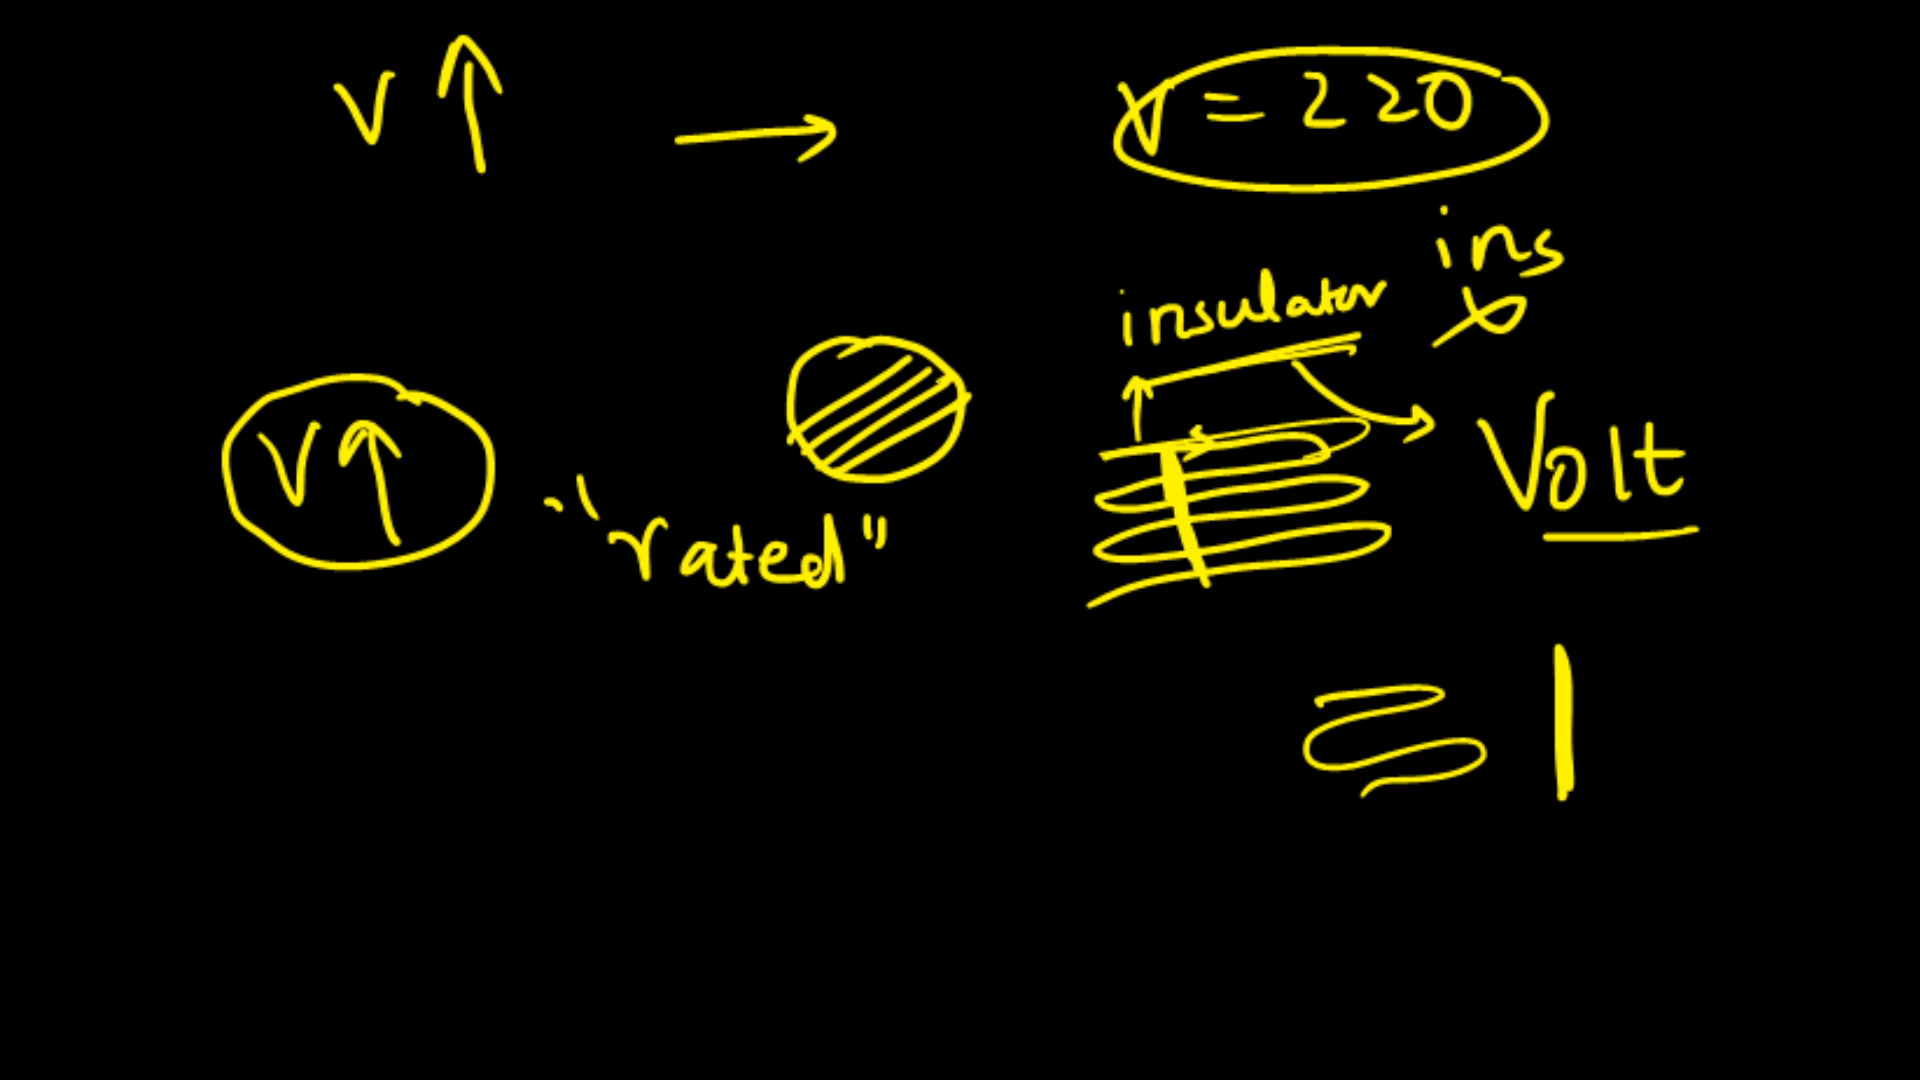 V ↑ → V = 220
ins
insulator
V ↑
Volt
"rated"